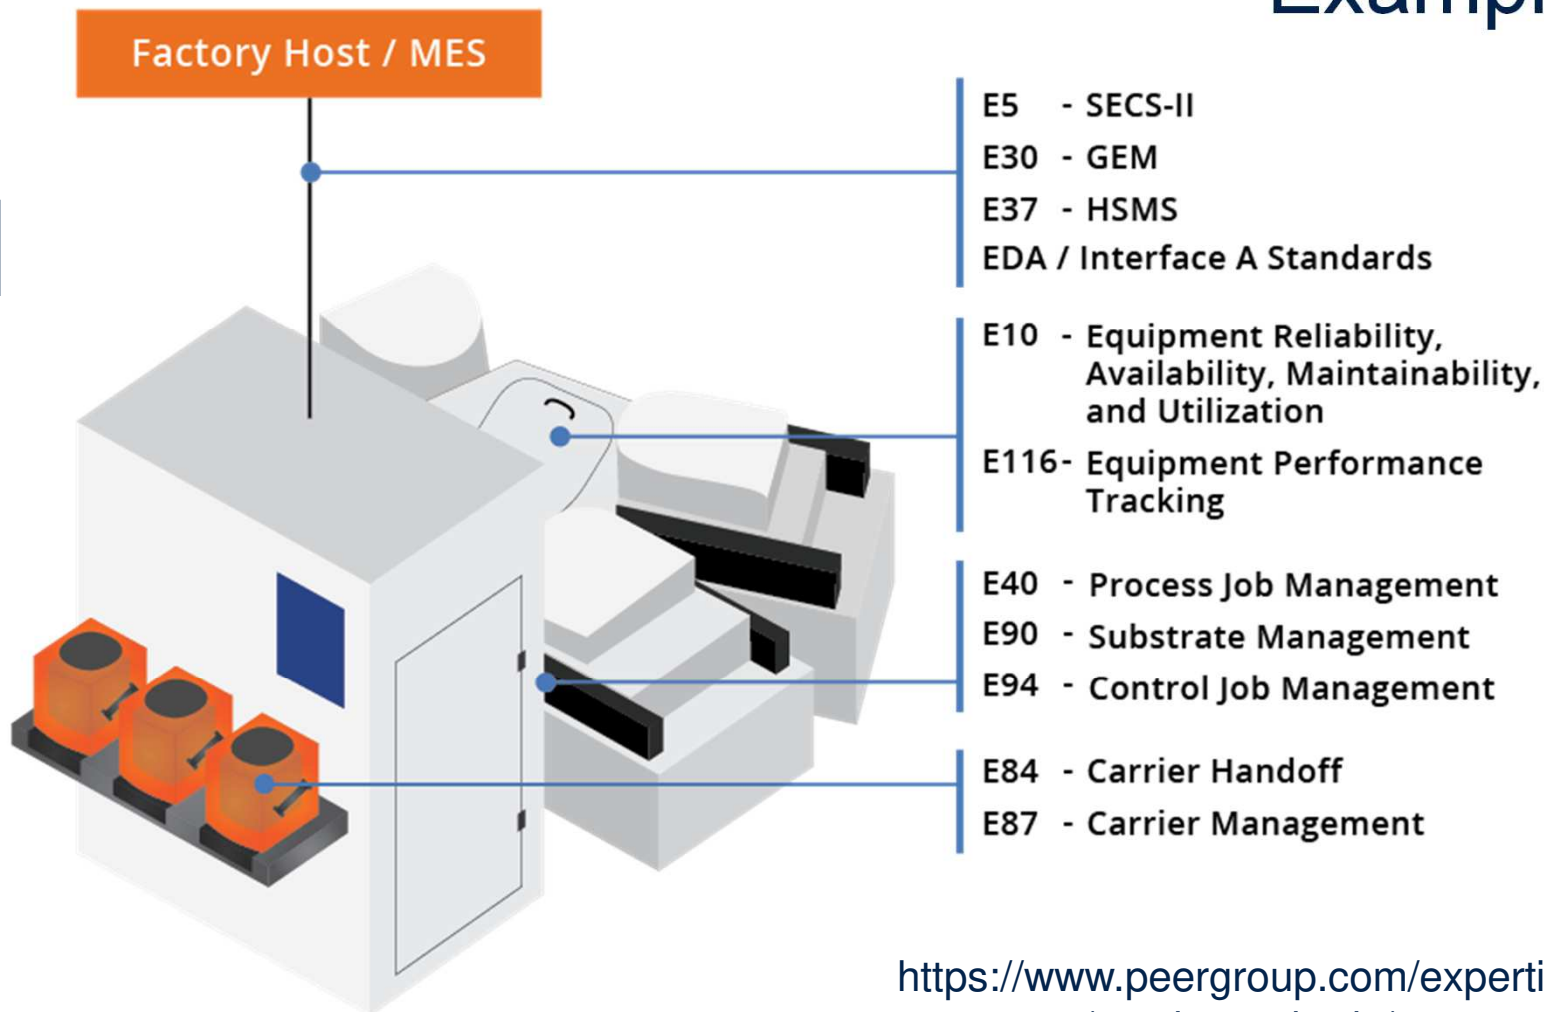 Factory Host / MES
E5 - SECS-II
E30 - GEM
E37 - HSMS
EDA / Interface A Standards
E10 - Equipment Reliability,
Availability, Maintainability,
and Utilization
E116- Equipment Performance
Tracking
E40 - Process Job Management
E90 - Substrate Management
E94 - Control Job Management
E84 - Carrier Handoff
E87 - Carrier Management
https://www.peergroup.com/experti